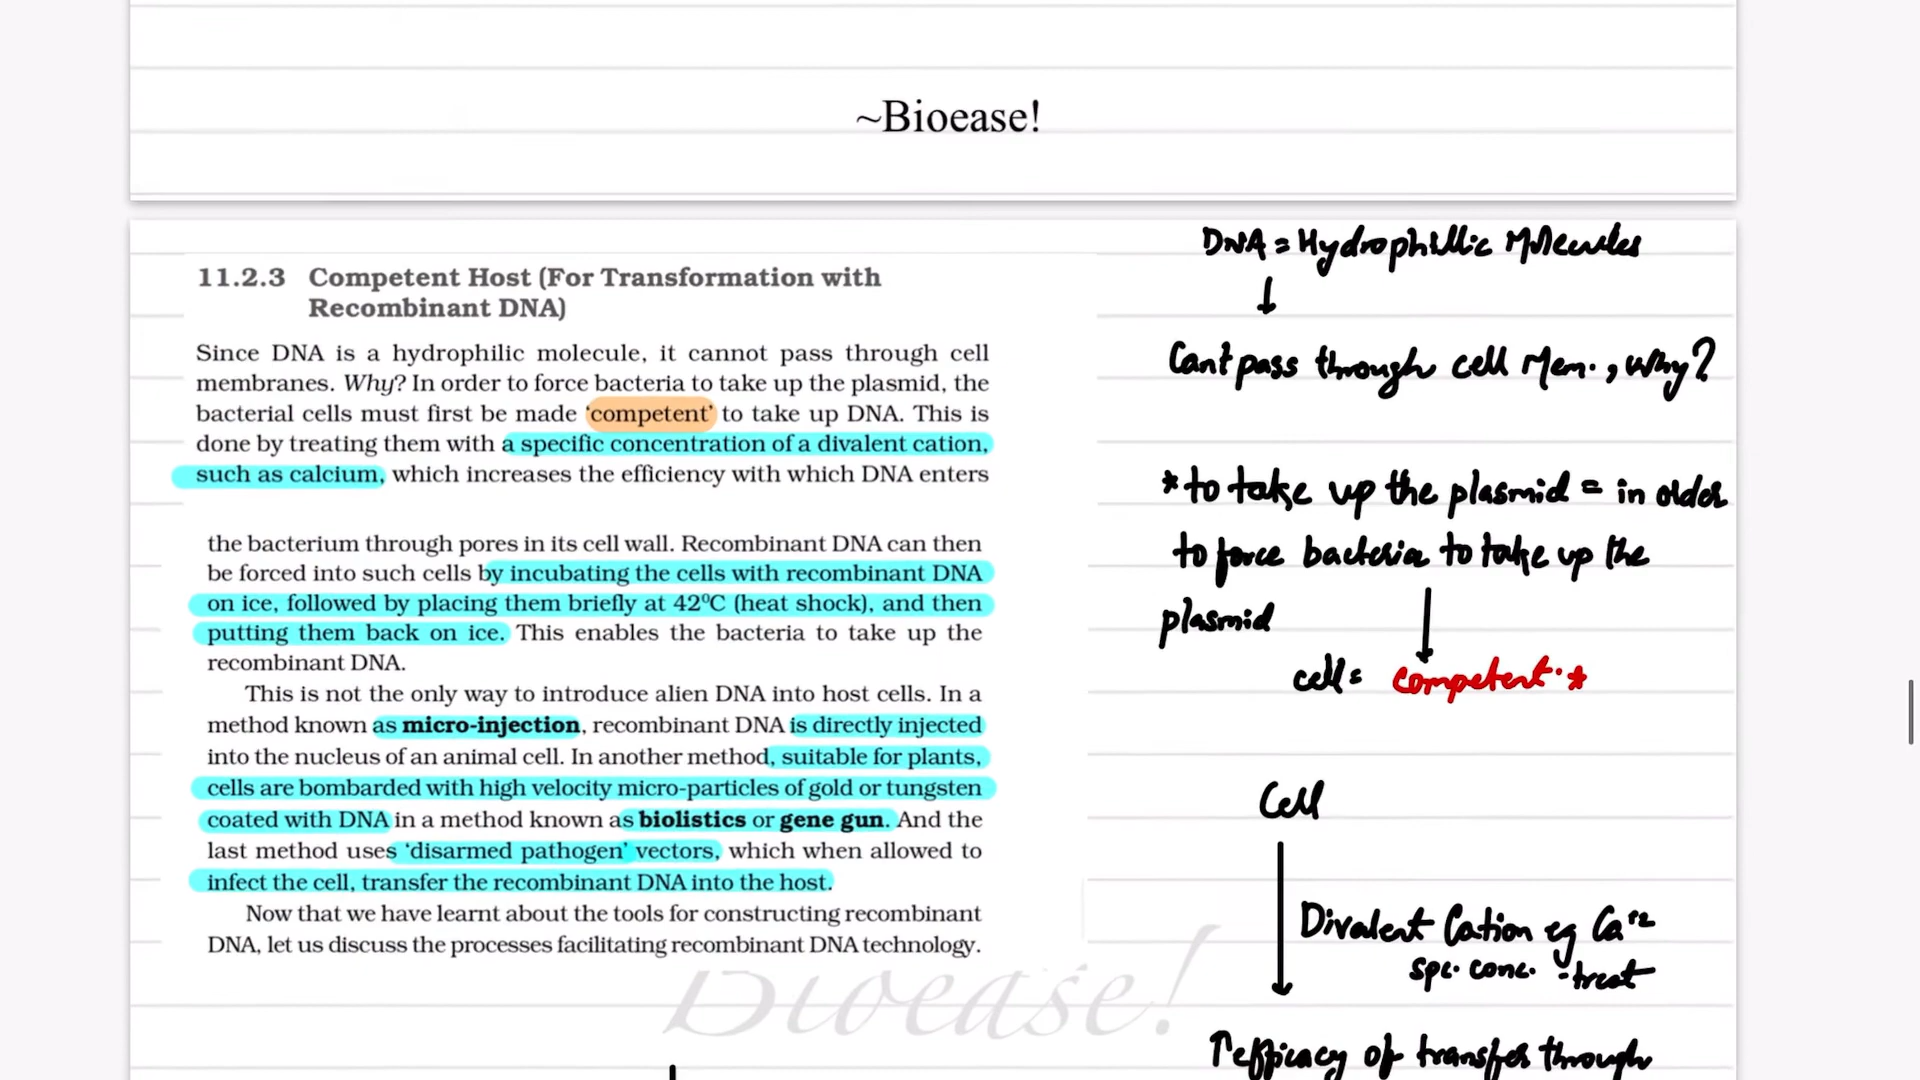 ~Bioease!
11.2.3 Competent Host (For Transformation with
Recombinant DNA)
Since DNA is a hydrophilic molecule, it cannot pass through cell
membranes. Why? In order to force bacteria to take up the plasmid, the
bacterial cells must first be made ‘competent’ to take up DNA. This is
done by treating them with a specific concentration of a divalent cation,
such as calcium, which increases the efficiency with which DNA enters
the bacterium through pores in its cell wall. Recombinant DNA can then
be forced into such cells by incubating the cells with recombinant DNA
on ice, followed by placing them briefly at 42⁰C (heat shock), and then
putting them back on ice. This enables the bacteria to take up the
recombinant DNA.
This is not the only way to introduce alien DNA into host cells. In a
method known as micro-injection, recombinant DNA is directly injected
into the nucleus of an animal cell. In another method, suitable for plants,
cells are bombarded with high velocity micro-particles of gold or tungsten
coated with DNA in a method known as biolistics or gene gun. And the
last method uses ‘disarmed pathogen’ vectors, which when allowed to
infect the cell, transfer the recombinant DNA into the host.
Now that we have learnt about the tools for constructing recombinant
DNA, let us discuss the processes facilitating recombinant DNA technology.
Bioease!
DNA = Hydrophillic Molecules
↓
Can't pass through cell Mem., Why?
*to take up the plasmid = in order
to force bacteria to take up the
plasmid
cell = competent.*
Cell
Divalent Cation eg Ca+2
spc. conc. - treat
↑efficacy of transfer through